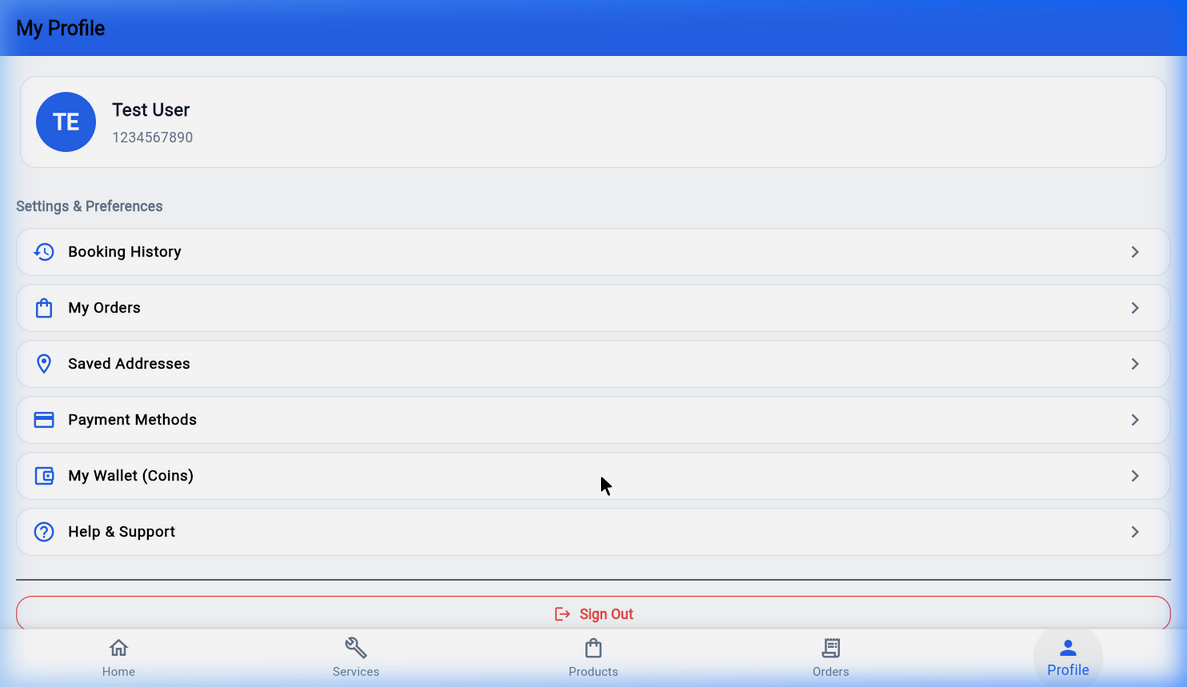 My Profile
TE
Test User
1234567890
Settings & Preferences
Booking History
My Orders
Saved Addresses
Payment Methods
My Wallet (Coins)
Help & Support
Sign Out
Home
Services
Products
Orders
Profile